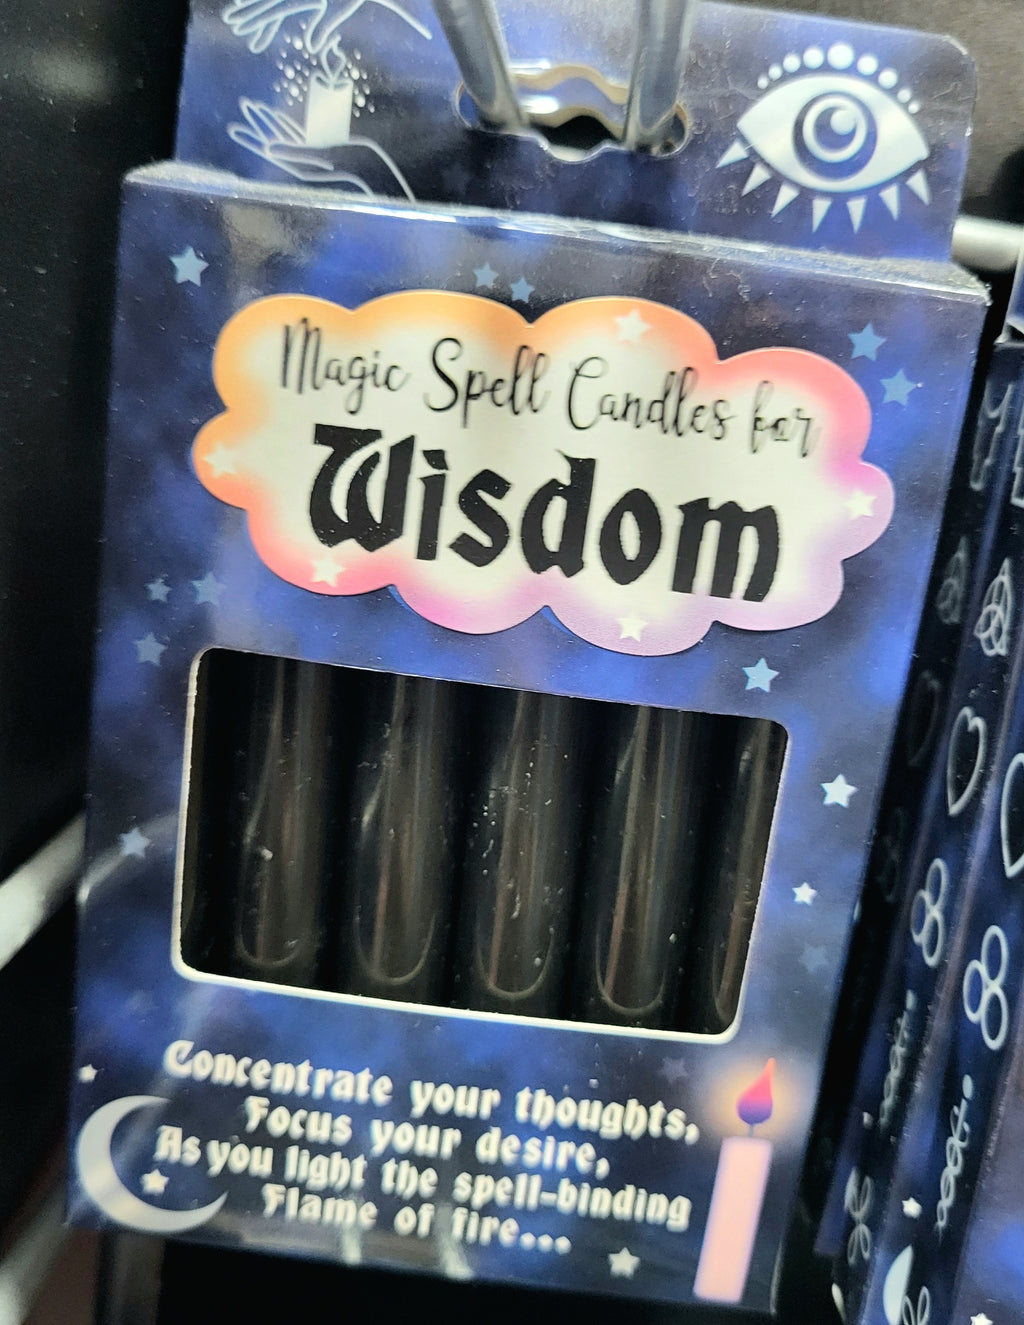 Magic Spell Candles for
Wisdom
Concentrate your thoughts,
Focus your desire,
As you light the spell-binding
Flame of fire...